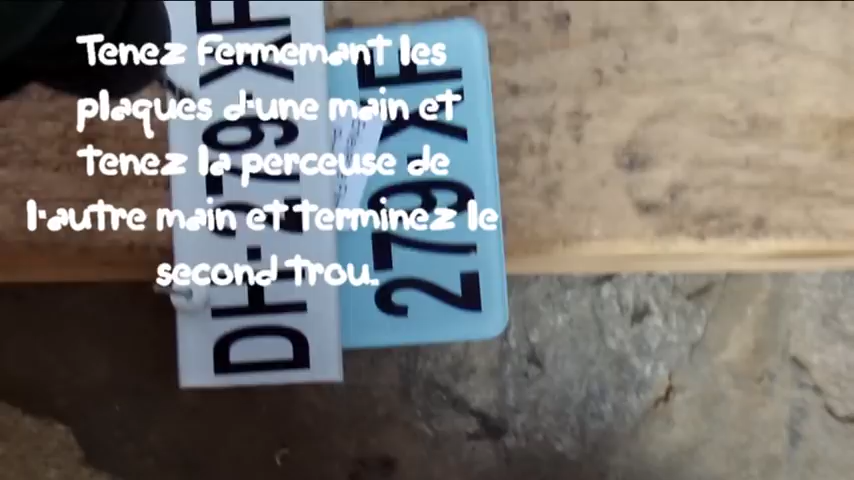 Tenez Fermemant les
plaques d'une main et
tenez la perceuse de
l'autre main et terminez le
second trou.
DH·279 XF
279 XF